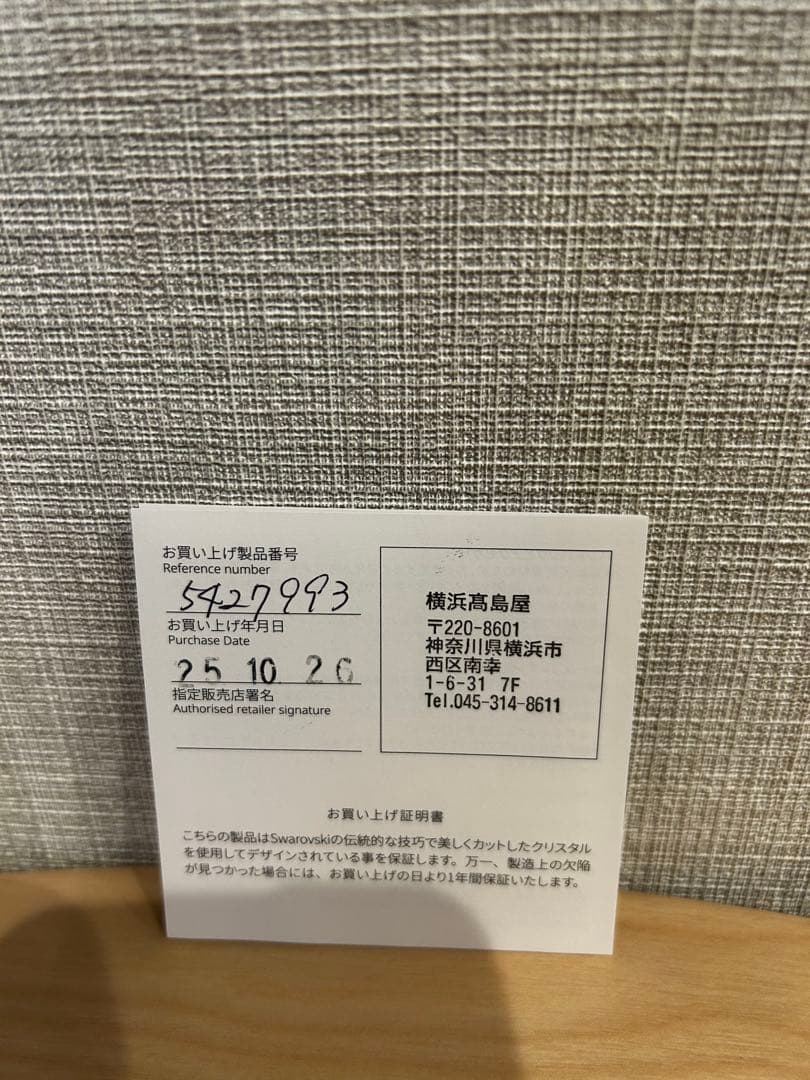 お買い上げ製品番号
Reference number
5427993
お買い上げ年月日
Purchase Date
25 10 26
指定販売店署名
Authorised retailer signature
横浜髙島屋
〒220-8601
神奈川県横浜市
西区南幸
1-6-31 7F
Tel.045-314-8611
お買い上げ証明書
こちらの製品はSwarovskiの伝統的な技巧で美しくカットしたクリスタル
を使用してデザインされている事を保証します。万一、製造上の欠陥
が見つかった場合には、お買い上げの日より1年間保証いたします。